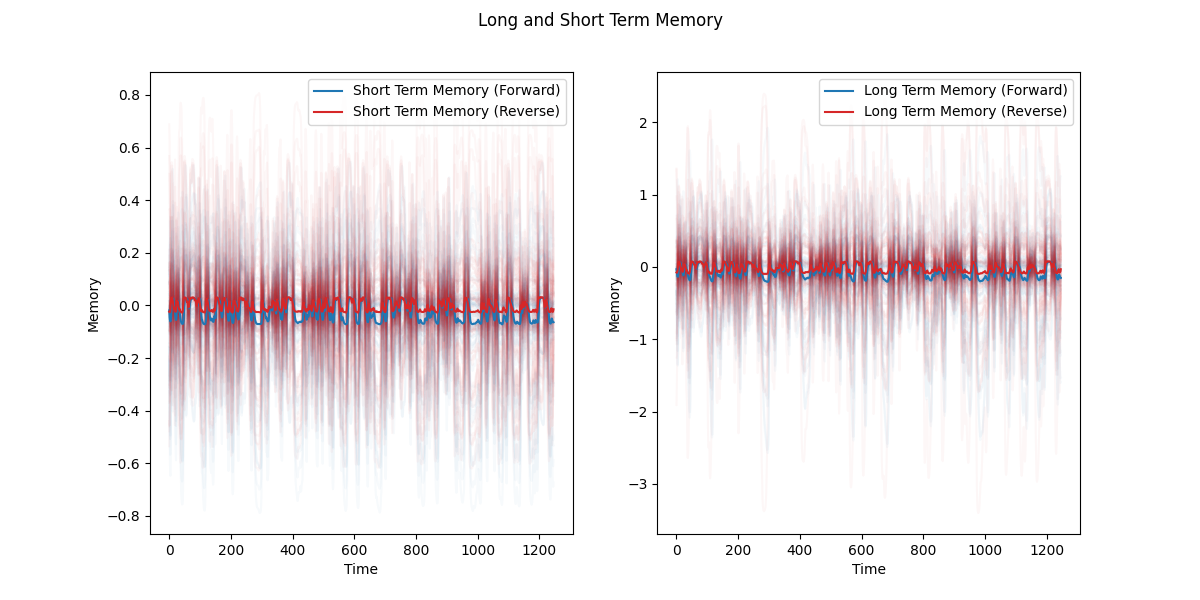 Long and Short Term Memory
Short Term Memory (Forward)
Short Term Memory (Reverse)
0.8
0.6
0.4
0.2
0.0
−0.2
−0.4
−0.6
−0.8
Memory
0 200 400 600 800 1000 1200
Time
Long Term Memory (Forward)
Long Term Memory (Reverse)
2
1
0
−1
−2
−3
Memory
0 200 400 600 800 1000 1200
Time